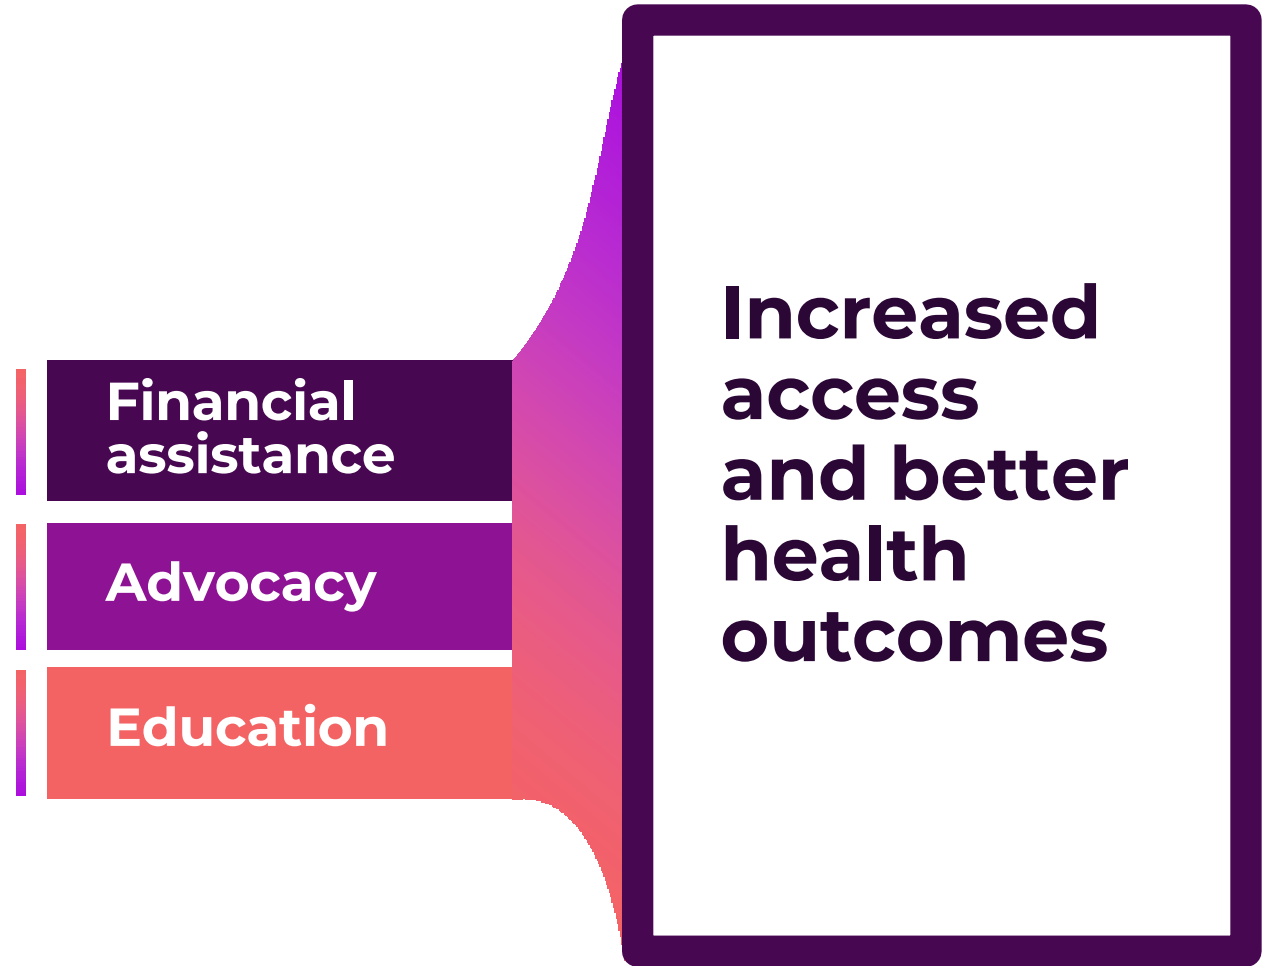 Financial
assistance
Advocacy
Education
Increased
access
and better
health
outcomes